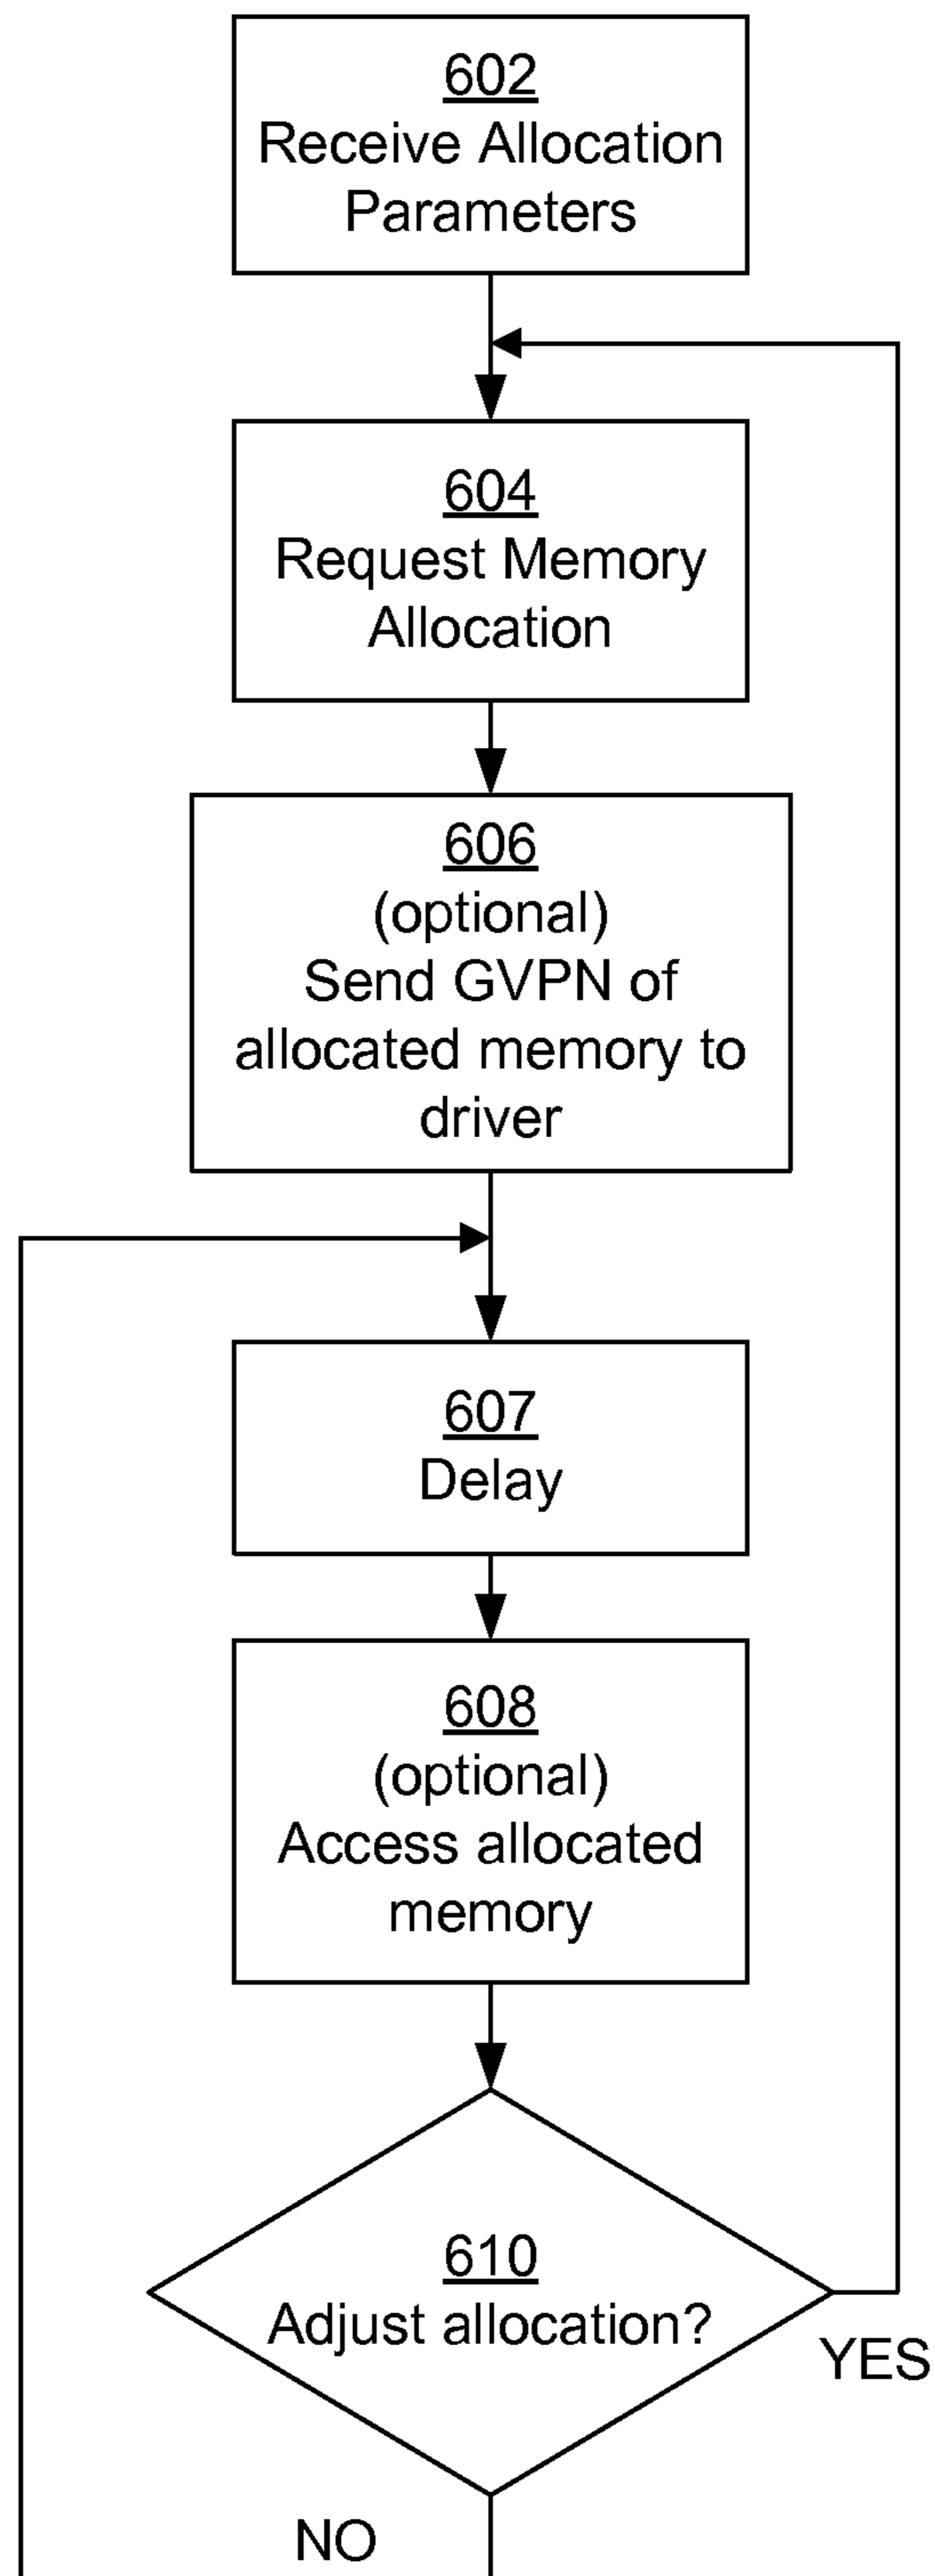 602
Receive Allocation
Parameters
604
Request Memory
Allocation
606
(optional)
Send GVPN of
allocated memory to
driver
607
Delay
608
(optional)
Access allocated
memory
610
Adjust allocation?
YES
NO